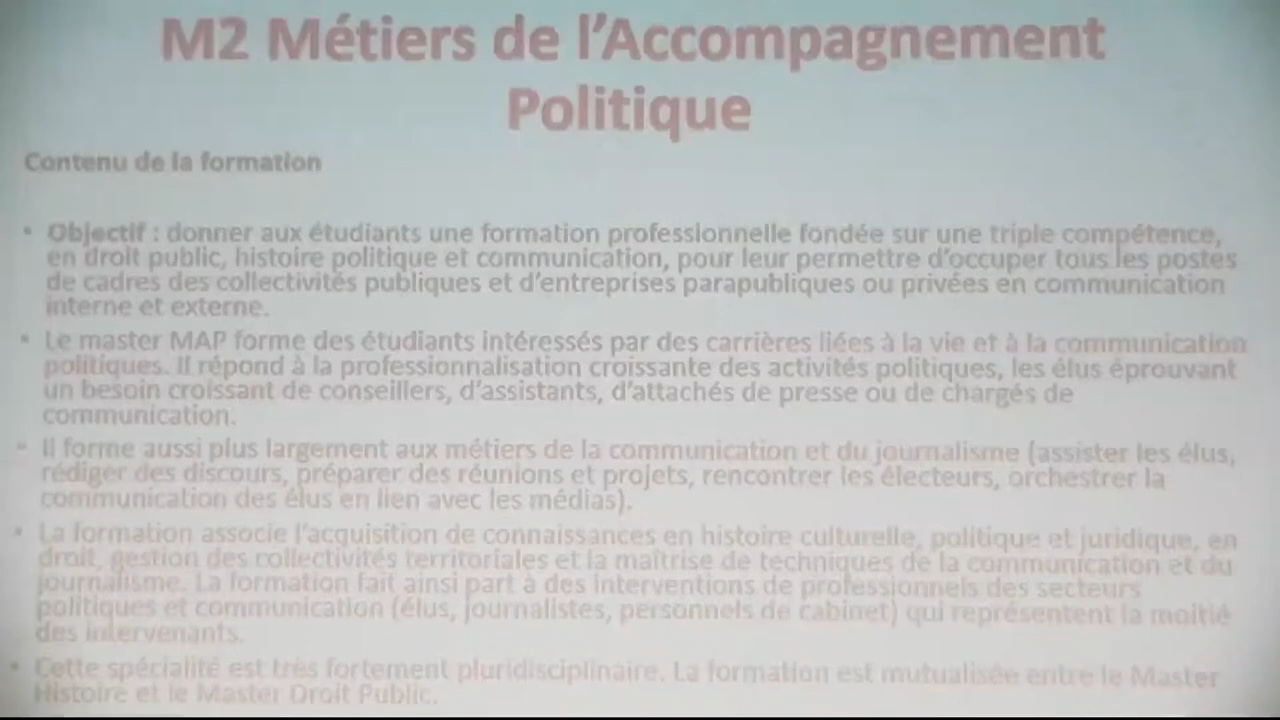 M2 Métiers de l'Accompagnement
Politique
Contenu de la formation
• Objectif : donner aux étudiants une formation professionnelle fondée sur une triple compétence,
en droit public, histoire politique et communication, pour leur permettre d'occuper tous les postes
de cadres des collectivités publiques et d'entreprises parapubliques ou privées en communication
interne et externe.
• Le master MAP forme des étudiants intéressés par des carrières liées à la vie et à la communication
politiques. Il répond à la professionnalisation croissante des activités politiques, les élus éprouvant
un besoin croissant de conseillers, d'assistants, d'attachés de presse ou de chargés de
communication.
• Il forme aussi plus largement aux métiers de la communication et du journalisme (assister les élus,
rédiger des discours, préparer des réunions et projets, rencontrer les électeurs, orchestrer la
communication des élus en lien avec les médias).
• La formation associe l'acquisition de connaissances en histoire culturelle, politique et juridique, en
droit, gestion des collectivités territoriales et la maîtrise de techniques de la communication et du
journalisme. La formation fait ainsi part à des interventions de professionnels des secteurs
politiques et communication (élus, journalistes, personnels de cabinet) qui représentent la moitié
des intervenants.
• Cette spécialité est très fortement pluridisciplinaire. La formation est mutualisée entre le Master
Histoire et le Master Droit Public.